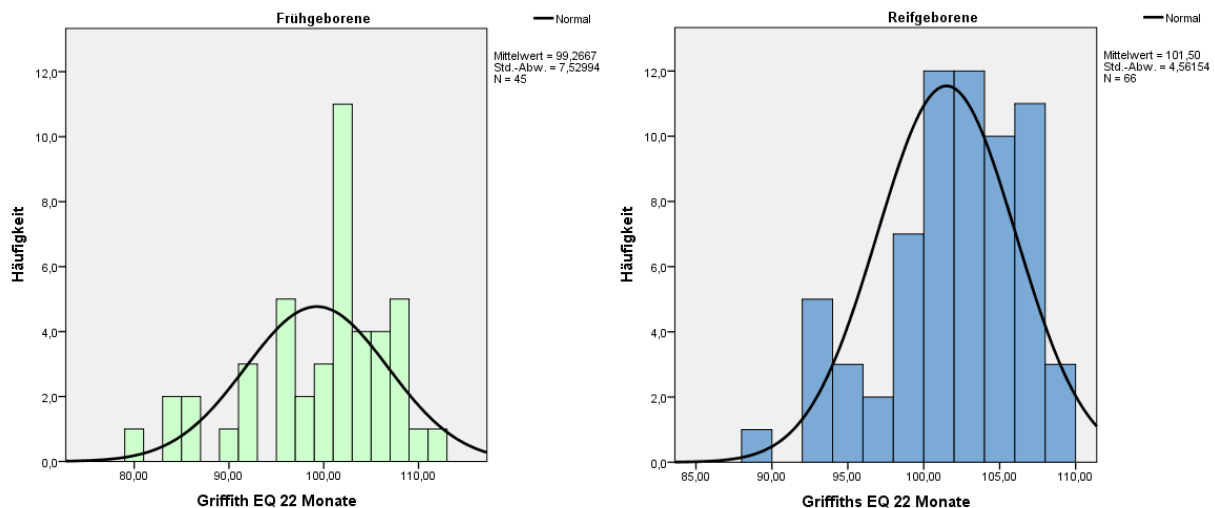 Frühgeborene
Normal
Mittelwert = 99,2667
Std.-Abw. = 7,52994
N = 45
12,0
10,0
8,0
6,0
4,0
2,0
0,0
Häufigkeit
80,00 90,00 100,00 110,00
Griffith EQ 22 Monate
Reifgeborene
Normal
Mittelwert = 101,50
Std.-Abw. = 4,56154
N = 66
12,0
10,0
8,0
6,0
4,0
2,0
0,0
Häufigkeit
85,00 90,00 95,00 100,00 105,00 110,00
Griffiths EQ 22 Monate